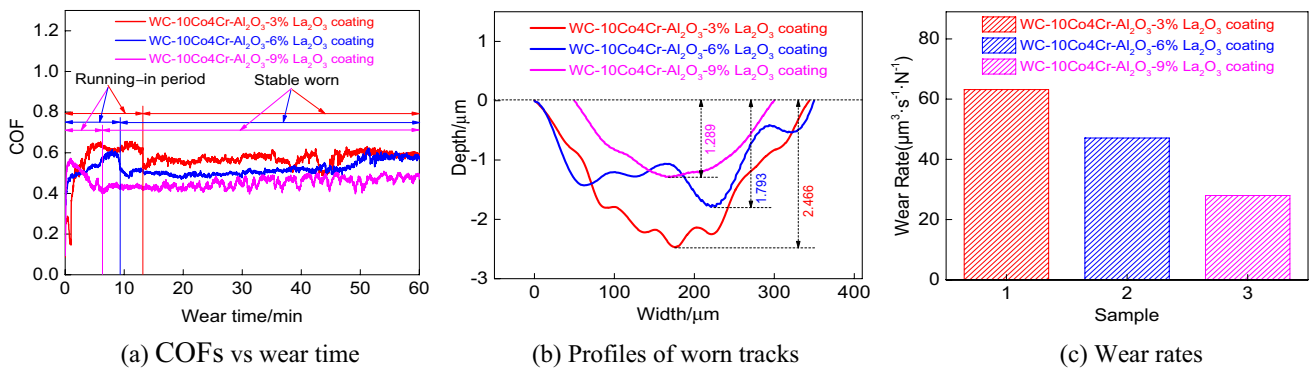 1.2
1.0
0.8
0.6
0.4
0.2
0.0
COF
WC-10Co4Cr-Al₂O₃-3% La₂O₃ coating
WC-10Co4Cr-Al₂O₃-6% La₂O₃ coating
WC-10Co4Cr-Al₂O₃-9% La₂O₃ coating
Running-in period
Stable worn
0 10 20 30 40 50 60
Wear time/min
(a) COFs vs wear time
1
0
−1
−2
−3
Depth/μm
WC-10Co4Cr-Al₂O₃-3% La₂O₃ coating
WC-10Co4Cr-Al₂O₃-6% La₂O₃ coating
WC-10Co4Cr-Al₂O₃-9% La₂O₃ coating
1.289
1.793
2.466
0 100 200 300 400
Width/μm
(b) Profiles of worn tracks
80
60
40
20
0
Wear Rate(μm³·s⁻¹·N⁻¹)
WC-10Co4Cr-Al₂O₃-3% La₂O₃ coating
WC-10Co4Cr-Al₂O₃-6% La₂O₃ coating
WC-10Co4Cr-Al₂O₃-9% La₂O₃ coating
1 2 3
Sample
(c) Wear rates